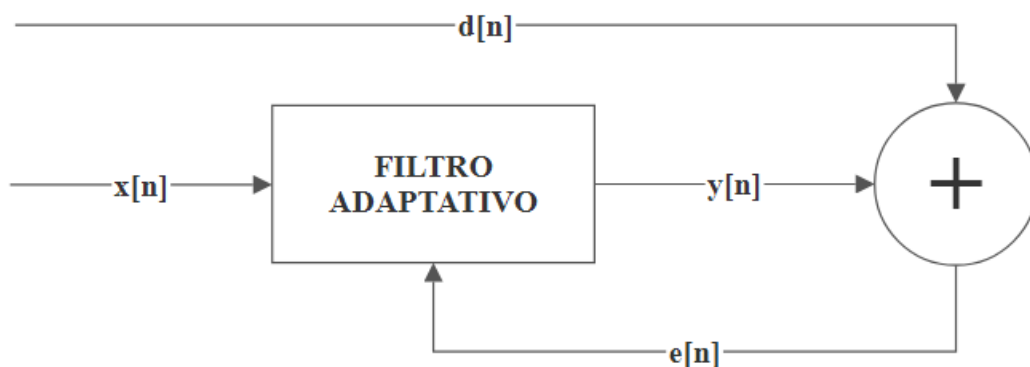 d[n]
x[n]
FILTRO
ADAPTATIVO
y[n]
+
e[n]